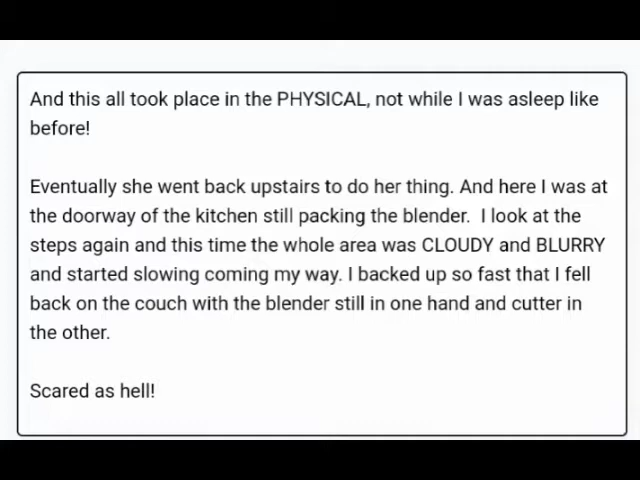 And this all took place in the PHYSICAL, not while I was asleep like
before!
Eventually she went back upstairs to do her thing. And here I was at
the doorway of the kitchen still packing the blender. I look at the
steps again and this time the whole area was CLOUDY and BLURRY
and started slowing coming my way. I backed up so fast that I fell
back on the couch with the blender still in one hand and cutter in
the other.
Scared as hell!